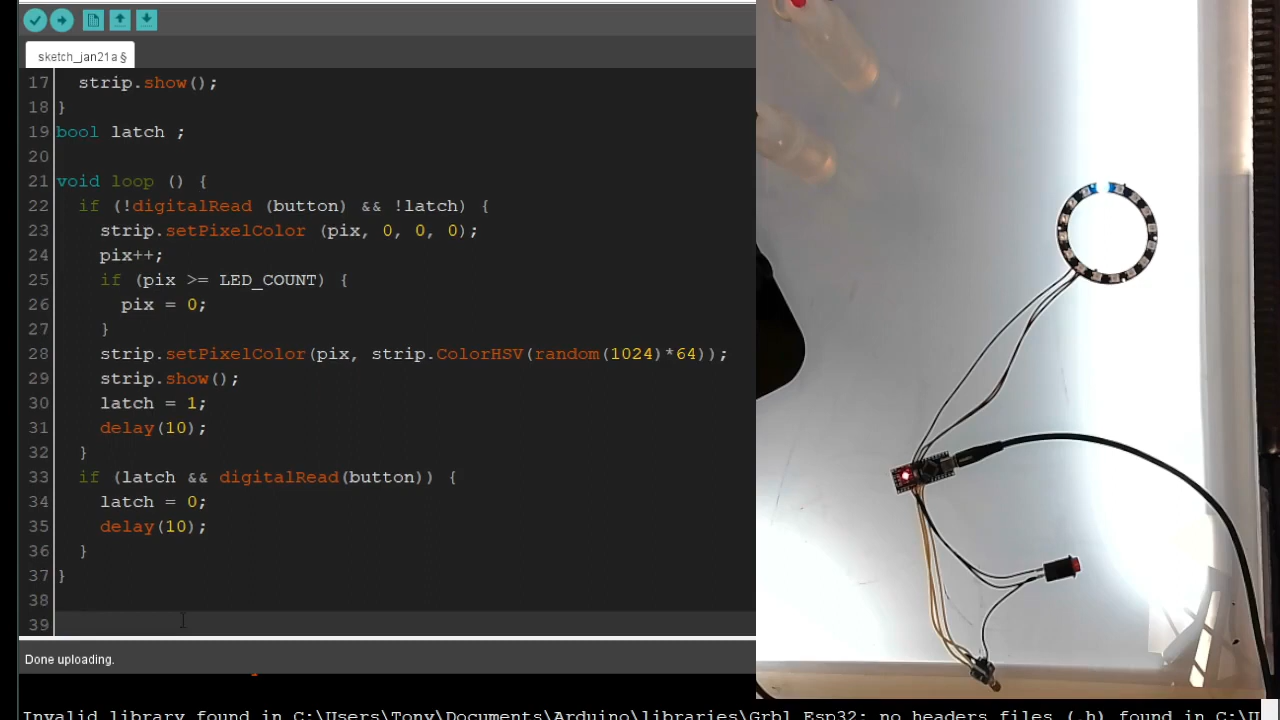 sketch_jan21a §
17 strip.show();
18 }
19 bool latch ;
20
21 void loop () {
22 if (!digitalRead (button) && !latch) {
23 strip.setPixelColor (pix, 0, 0, 0);
24 pix++;
25 if (pix >= LED_COUNT) {
26 pix = 0;
27 }
28 strip.setPixelColor(pix, strip.ColorHSV(random(1024)*64));
29 strip.show();
30 latch = 1;
31 delay(10);
32 }
33 if (latch && digitalRead(button)) {
34 latch = 0;
35 delay(10);
36 }
37 }
38
39
Done uploading.
Invalid library found in C:\Users\Tony\Documents\Arduino\libraries\Grbl_Esp32: no headers files (.h) found in C:\U